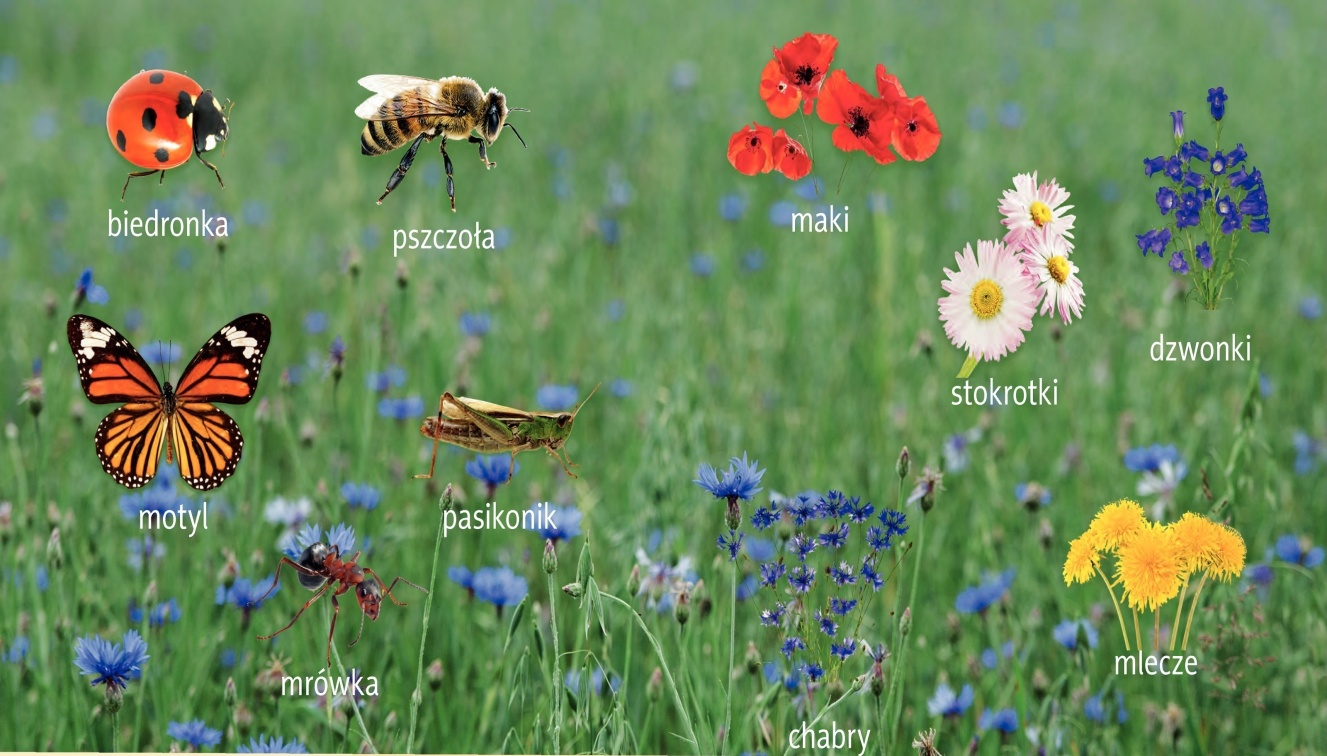 biedronka
pszczoła
maki
dzwonki
stokrotki
motyl
pasikonik
mrówka
mlecze
chabry